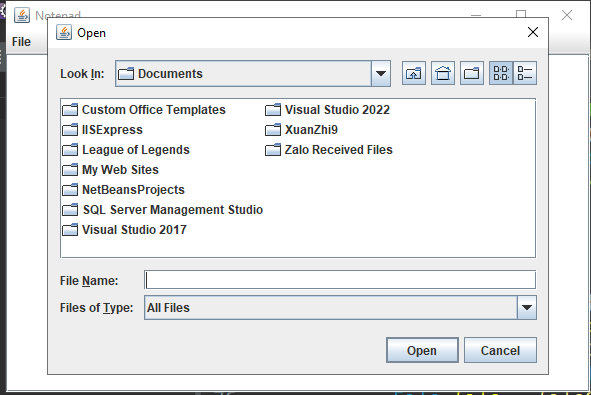 Notepad
Open
File
Look In:
Documents
Custom Office Templates
IISExpress
League of Legends
My Web Sites
NetBeansProjects
SQL Server Management Studio
Visual Studio 2017
Visual Studio 2022
XuanZhi9
Zalo Received Files
File Name:
Files of Type:
All Files
Open
Cancel